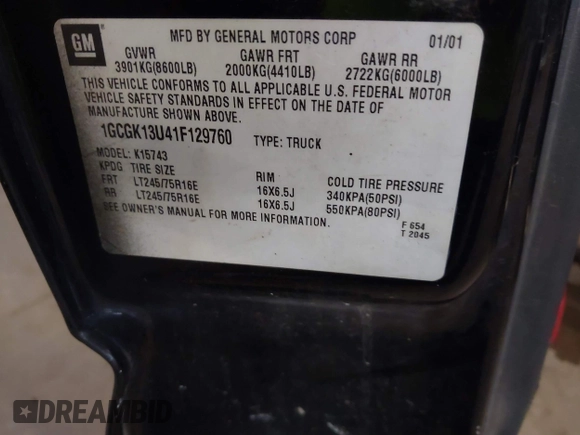 GM
MFD BY GENERAL MOTORS CORP 01/01
GVWR GAWR FRT GAWR RR
3901KG(8600LB) 2000KG(4410LB) 2722KG(6000LB)
THIS VEHICLE CONFORMS TO ALL APPLICABLE U.S. FEDERAL MOTOR
VEHICLE SAFETY STANDARDS IN EFFECT ON THE DATE OF
MANUFACTURE SHOWN ABOVE.
1GCGK13U41F129760 TYPE: TRUCK
MODEL: K15743
KPDG TIRE SIZE RIM COLD TIRE PRESSURE
FRT LT245/75R16E 16X6.5J 340KPA(50PSI)
RR LT245/75R16E 16X6.5J 550KPA(80PSI)
SEE OWNER'S MANUAL FOR MORE INFORMATION.
F 654
T 2045
DREAMBID